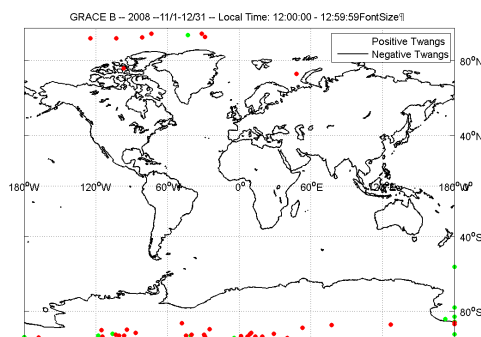 GRACE B -- 2008 --11/1-12/31 -- Local Time: 12:00:00 - 12:59:59FontSize¶
Positive Twangs
Negative Twangs
80°N
40°N
180°W 120°W 60°W 0° 60°E 120°E 180°W
40°S
80°S